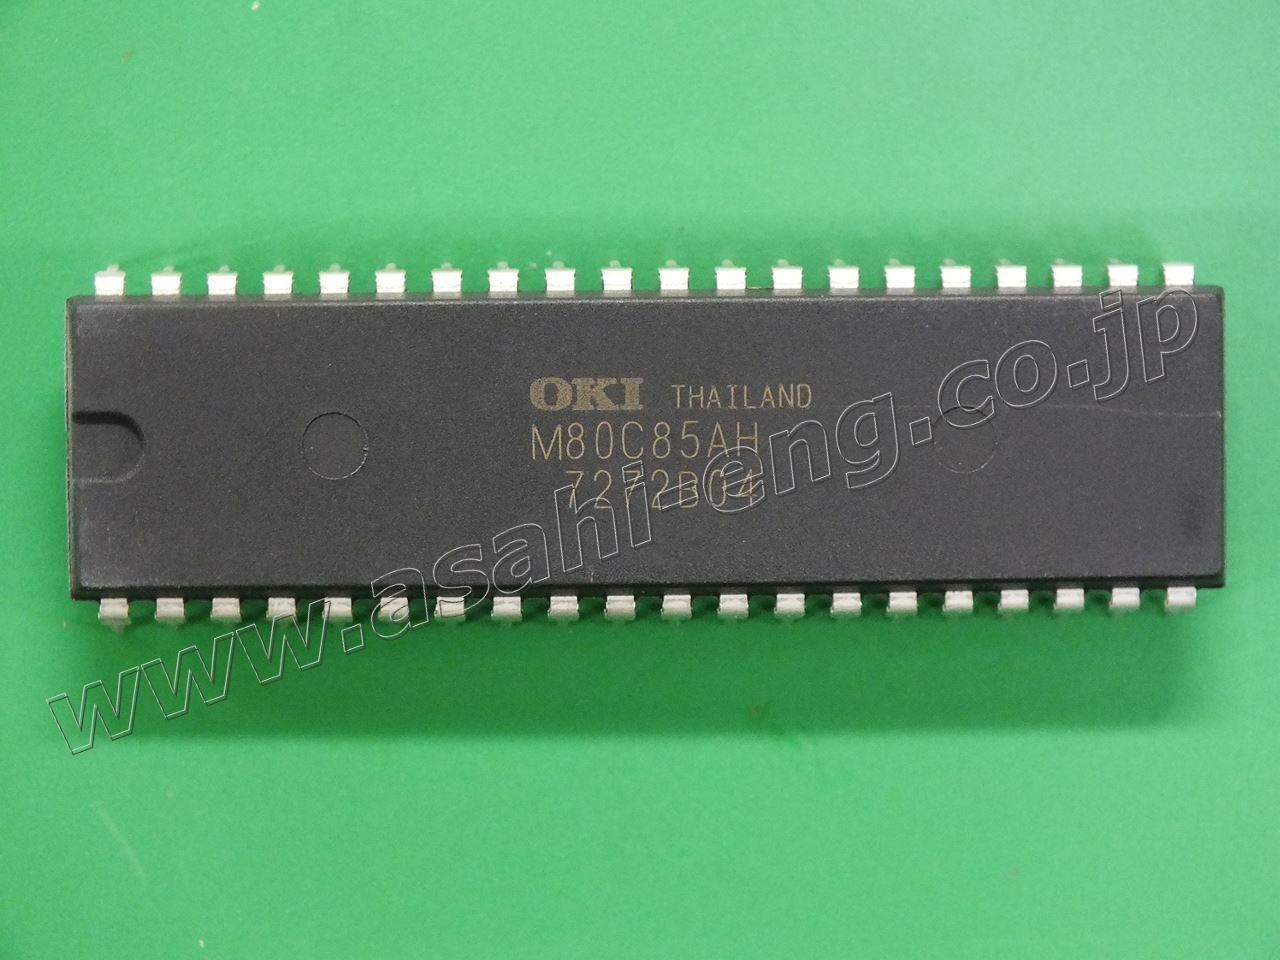 OKI THAILAND
M80C85AH
7272B04
www.asahi-eng.co.jp